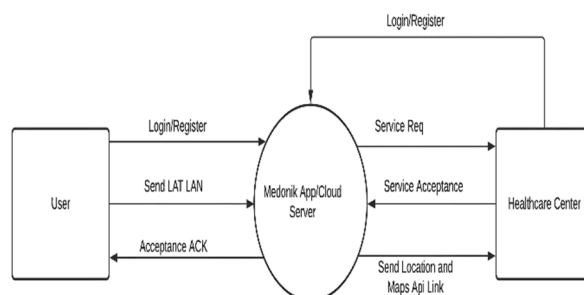 Login/Register
Login/Register
Service Req
Send LAT LAN
Service Acceptance
User
Medonik App/Cloud
Server
Healthcare Center
Acceptance ACK
Send Location and
Maps Api Link